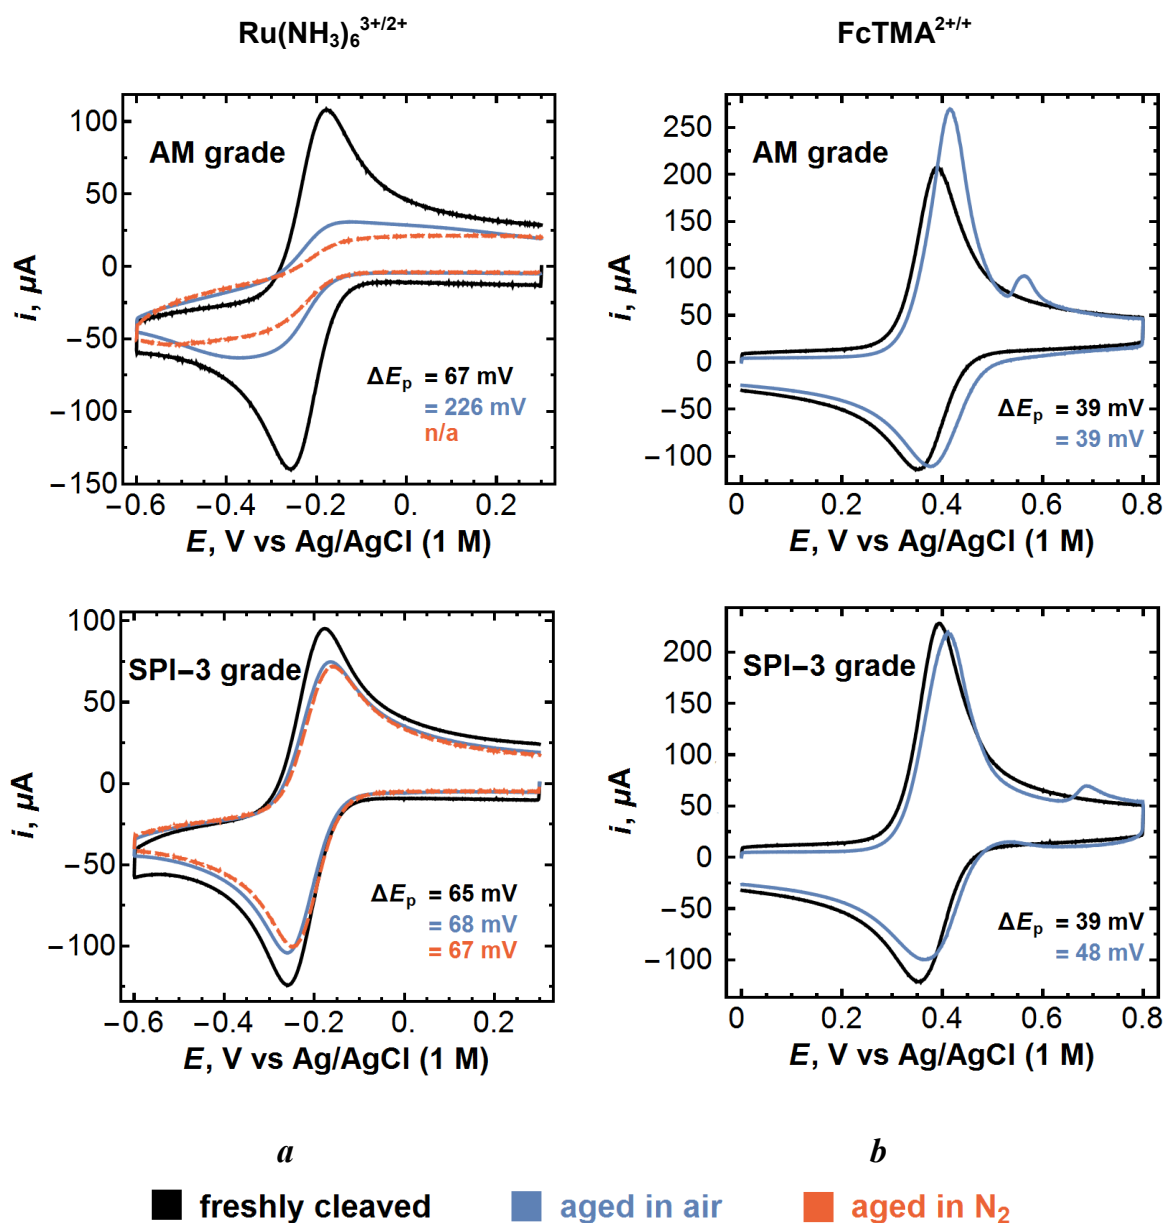 Ru(NH₃)₆³⁺/²⁺
FcTMA²⁺/⁺
AM grade
100
50
0
−50
−100
−150
i, μA
ΔEp = 67 mV
= 226 mV
n/a
−0.6 −0.4 −0.2 0. 0.2
E, V vs Ag/AgCl (1 M)
AM grade
250
200
150
100
50
0
−50
−100
i, μA
ΔEp = 39 mV
= 39 mV
0 0.2 0.4 0.6 0.8
E, V vs Ag/AgCl (1 M)
SPI−3 grade
100
50
0
−50
−100
i, μA
ΔEp = 65 mV
= 68 mV
= 67 mV
−0.6 −0.4 −0.2 0. 0.2
E, V vs Ag/AgCl (1 M)
SPI−3 grade
200
150
100
50
0
−50
−100
i, μA
ΔEp = 39 mV
= 48 mV
0 0.2 0.4 0.6 0.8
E, V vs Ag/AgCl (1 M)
a
b
freshly cleaved
aged in air
aged in N₂